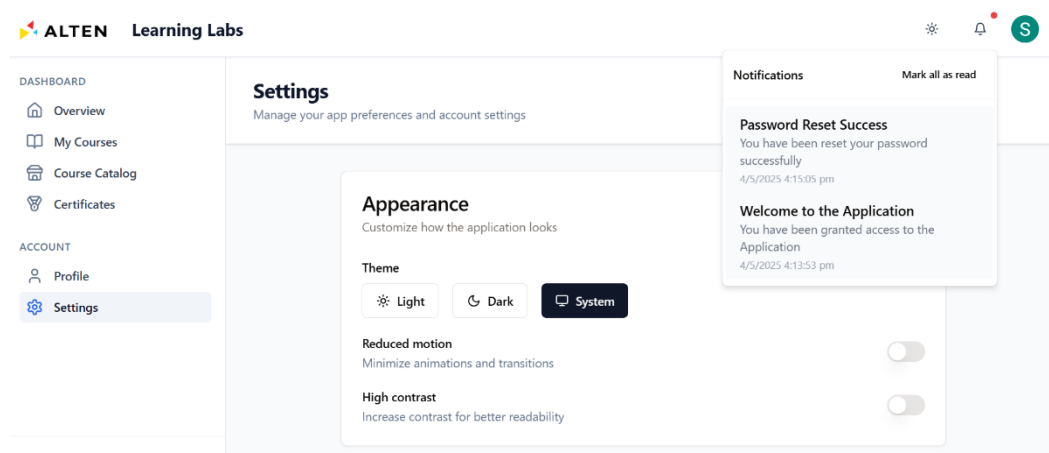 ALTEN Learning Labs
S
DASHBOARD
Overview
My Courses
Course Catalog
Certificates
ACCOUNT
Profile
Settings
Settings
Manage your app preferences and account settings
Appearance
Customize how the application looks
Theme
Light Dark System
Reduced motion
Minimize animations and transitions
High contrast
Increase contrast for better readability
Notifications Mark all as read
Password Reset Success
You have been reset your password
successfully
4/5/2025 4:15:05 pm
Welcome to the Application
You have been granted access to the
Application
4/5/2025 4:13:53 pm